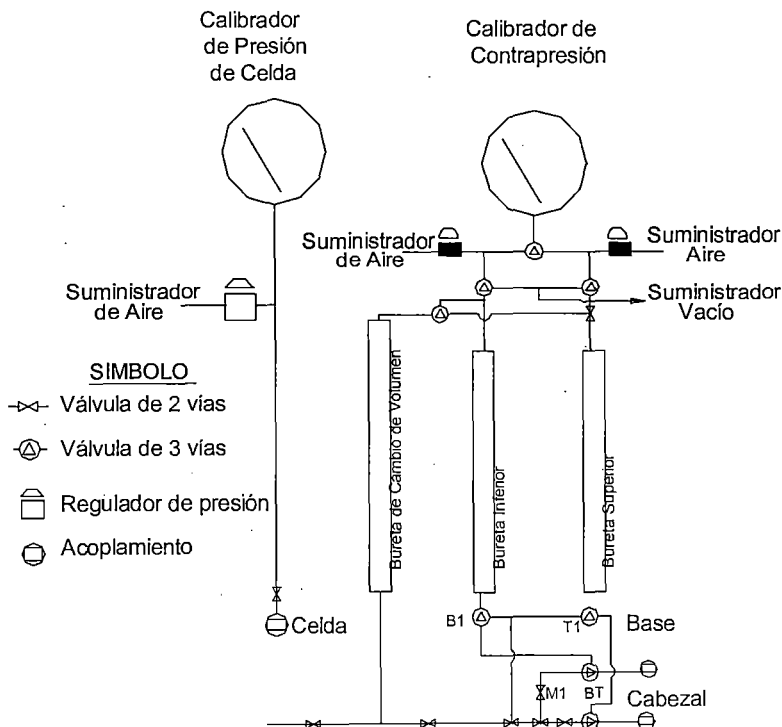 Calibrador
de Presión
de Celda
Calibrador de
Contrapresión
Suministrador
de Aire
Suministrador
Aire
Suministrador
de Aire
Suministrador
Vacío
SIMBOLO
Válvula de 2 vías
Válvula de 3 vías
Regulador de presión
Acoplamiento
Bureta de Cambio de Volumen
Bureta Inferior
Bureta Superior
Celda
B1
T1
Base
M1
BT
Cabezal